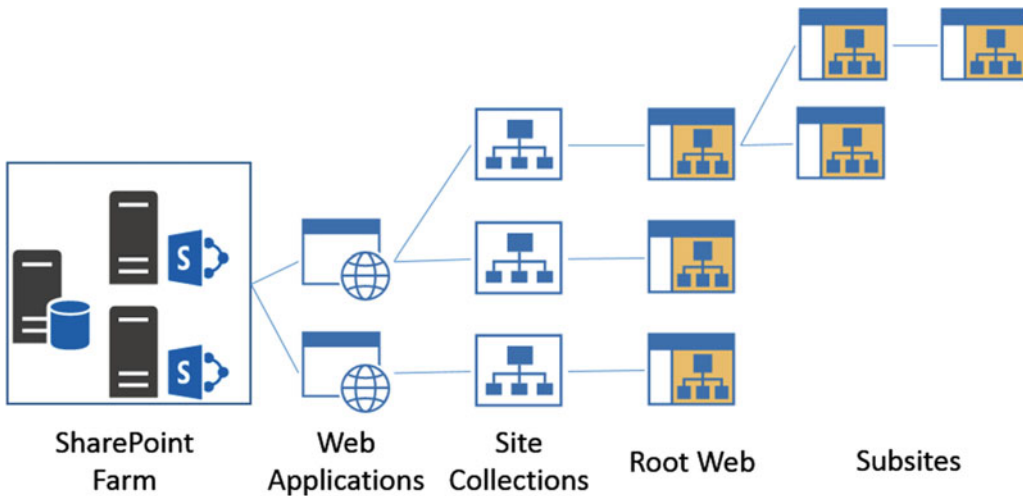 S
S
SharePoint
Farm
Web
Applications
Site
Collections
Root Web
Subsites